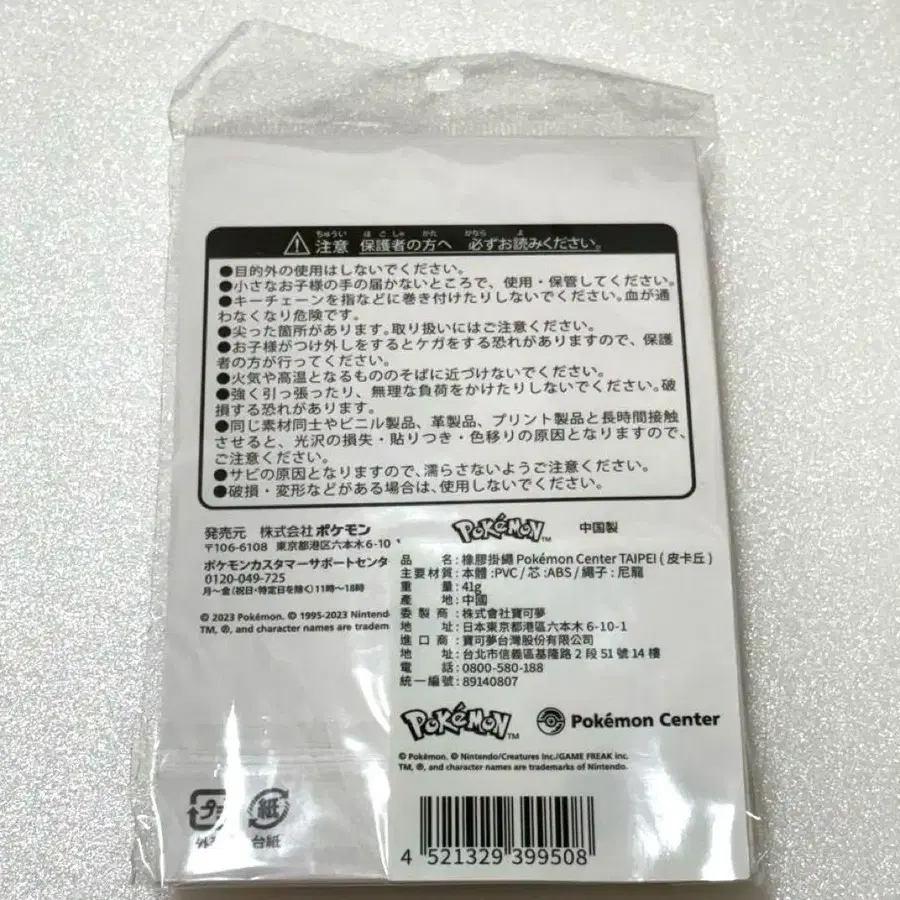 注意 保護者の方へ 必ずお読みください。
ちゅうい ほごしゃ かた かなら よ
●目的外の使用はしないでください。
●小さなお子様の手の届かないところで、使用・保管してください。
●キーチェーンを指などに巻き付けたりしないでください。血が通
わなくなり危険です。
●尖った箇所があります。取り扱いにはご注意ください。
●お子様がつけ外しをするとケガをする恐れがありますので、保護
者の方が行ってください。
●火気や高温となるもののそばに近づけないでください。
●強く引っ張ったり、無理な負荷をかけたりしないでください。破
損する恐れがあります。
●同じ素材同士やビニル製品、革製品、プリント製品と長時間接触
させると、光沢の損失・貼りつき・色移りの原因となりますので、
ご注意ください。
●サビの原因となりますので、濡らさないようご注意ください。
●破損・変形などがある場合は、使用しないでください。
発売元 株式会社 ポケモン
〒106-6108 東京都港区六本木6-10
ポケモンカスタマーサポートセンタ
0120-049-725
月～金(祝日・特定日を除く)11時～18時
© 2023 Pokémon. © 1995-2023 Nintendo
TM, ®, and character names are tradem
POKÉMON TM 中国製
品 名:橡膠掛繩 Pokémon Center TAIPEI ( 皮卡丘 )
主要材質:本體 :PVC / 芯 :ABS / 繩子 : 尼龍
重 量:41g
產 地:中國
委製商:株式會社寶可夢
地 址:日本東京都港區六本木 6-10-1
進口商:寶可夢台灣股份有限公司
地 址:台北市信義區基隆路 2 段 51 號 14 樓
電 話:0800-580-188
統一編號:89140807
POKÉMON TM Pokémon Center
© Pokémon. © Nintendo/Creatures Inc./GAME FREAK inc.
TM, ®, and character names are trademarks of Nintendo.
プラ 紙
外 台紙
4 521329 399508